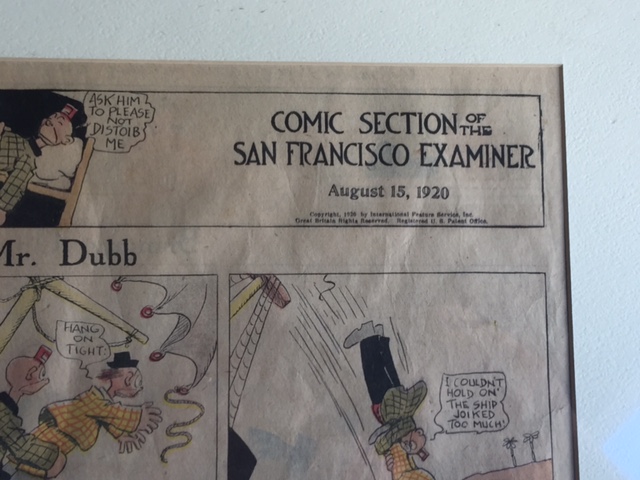 ASK HIM
TO PLEASE
NOT
DISTOIB
ME
COMIC SECTION OF THE
SAN FRANCISCO EXAMINER
August 15, 1920
Copyright, 1920 by International Feature Service, Inc.
Great Britain Rights Reserved. Registered U. S. Patent Office.
Mr. Dubb
HANG
ON
TIGHT:
I COULDN'T
HOLD ON'
THE SHIP
JOIKED
TOO MUCH!